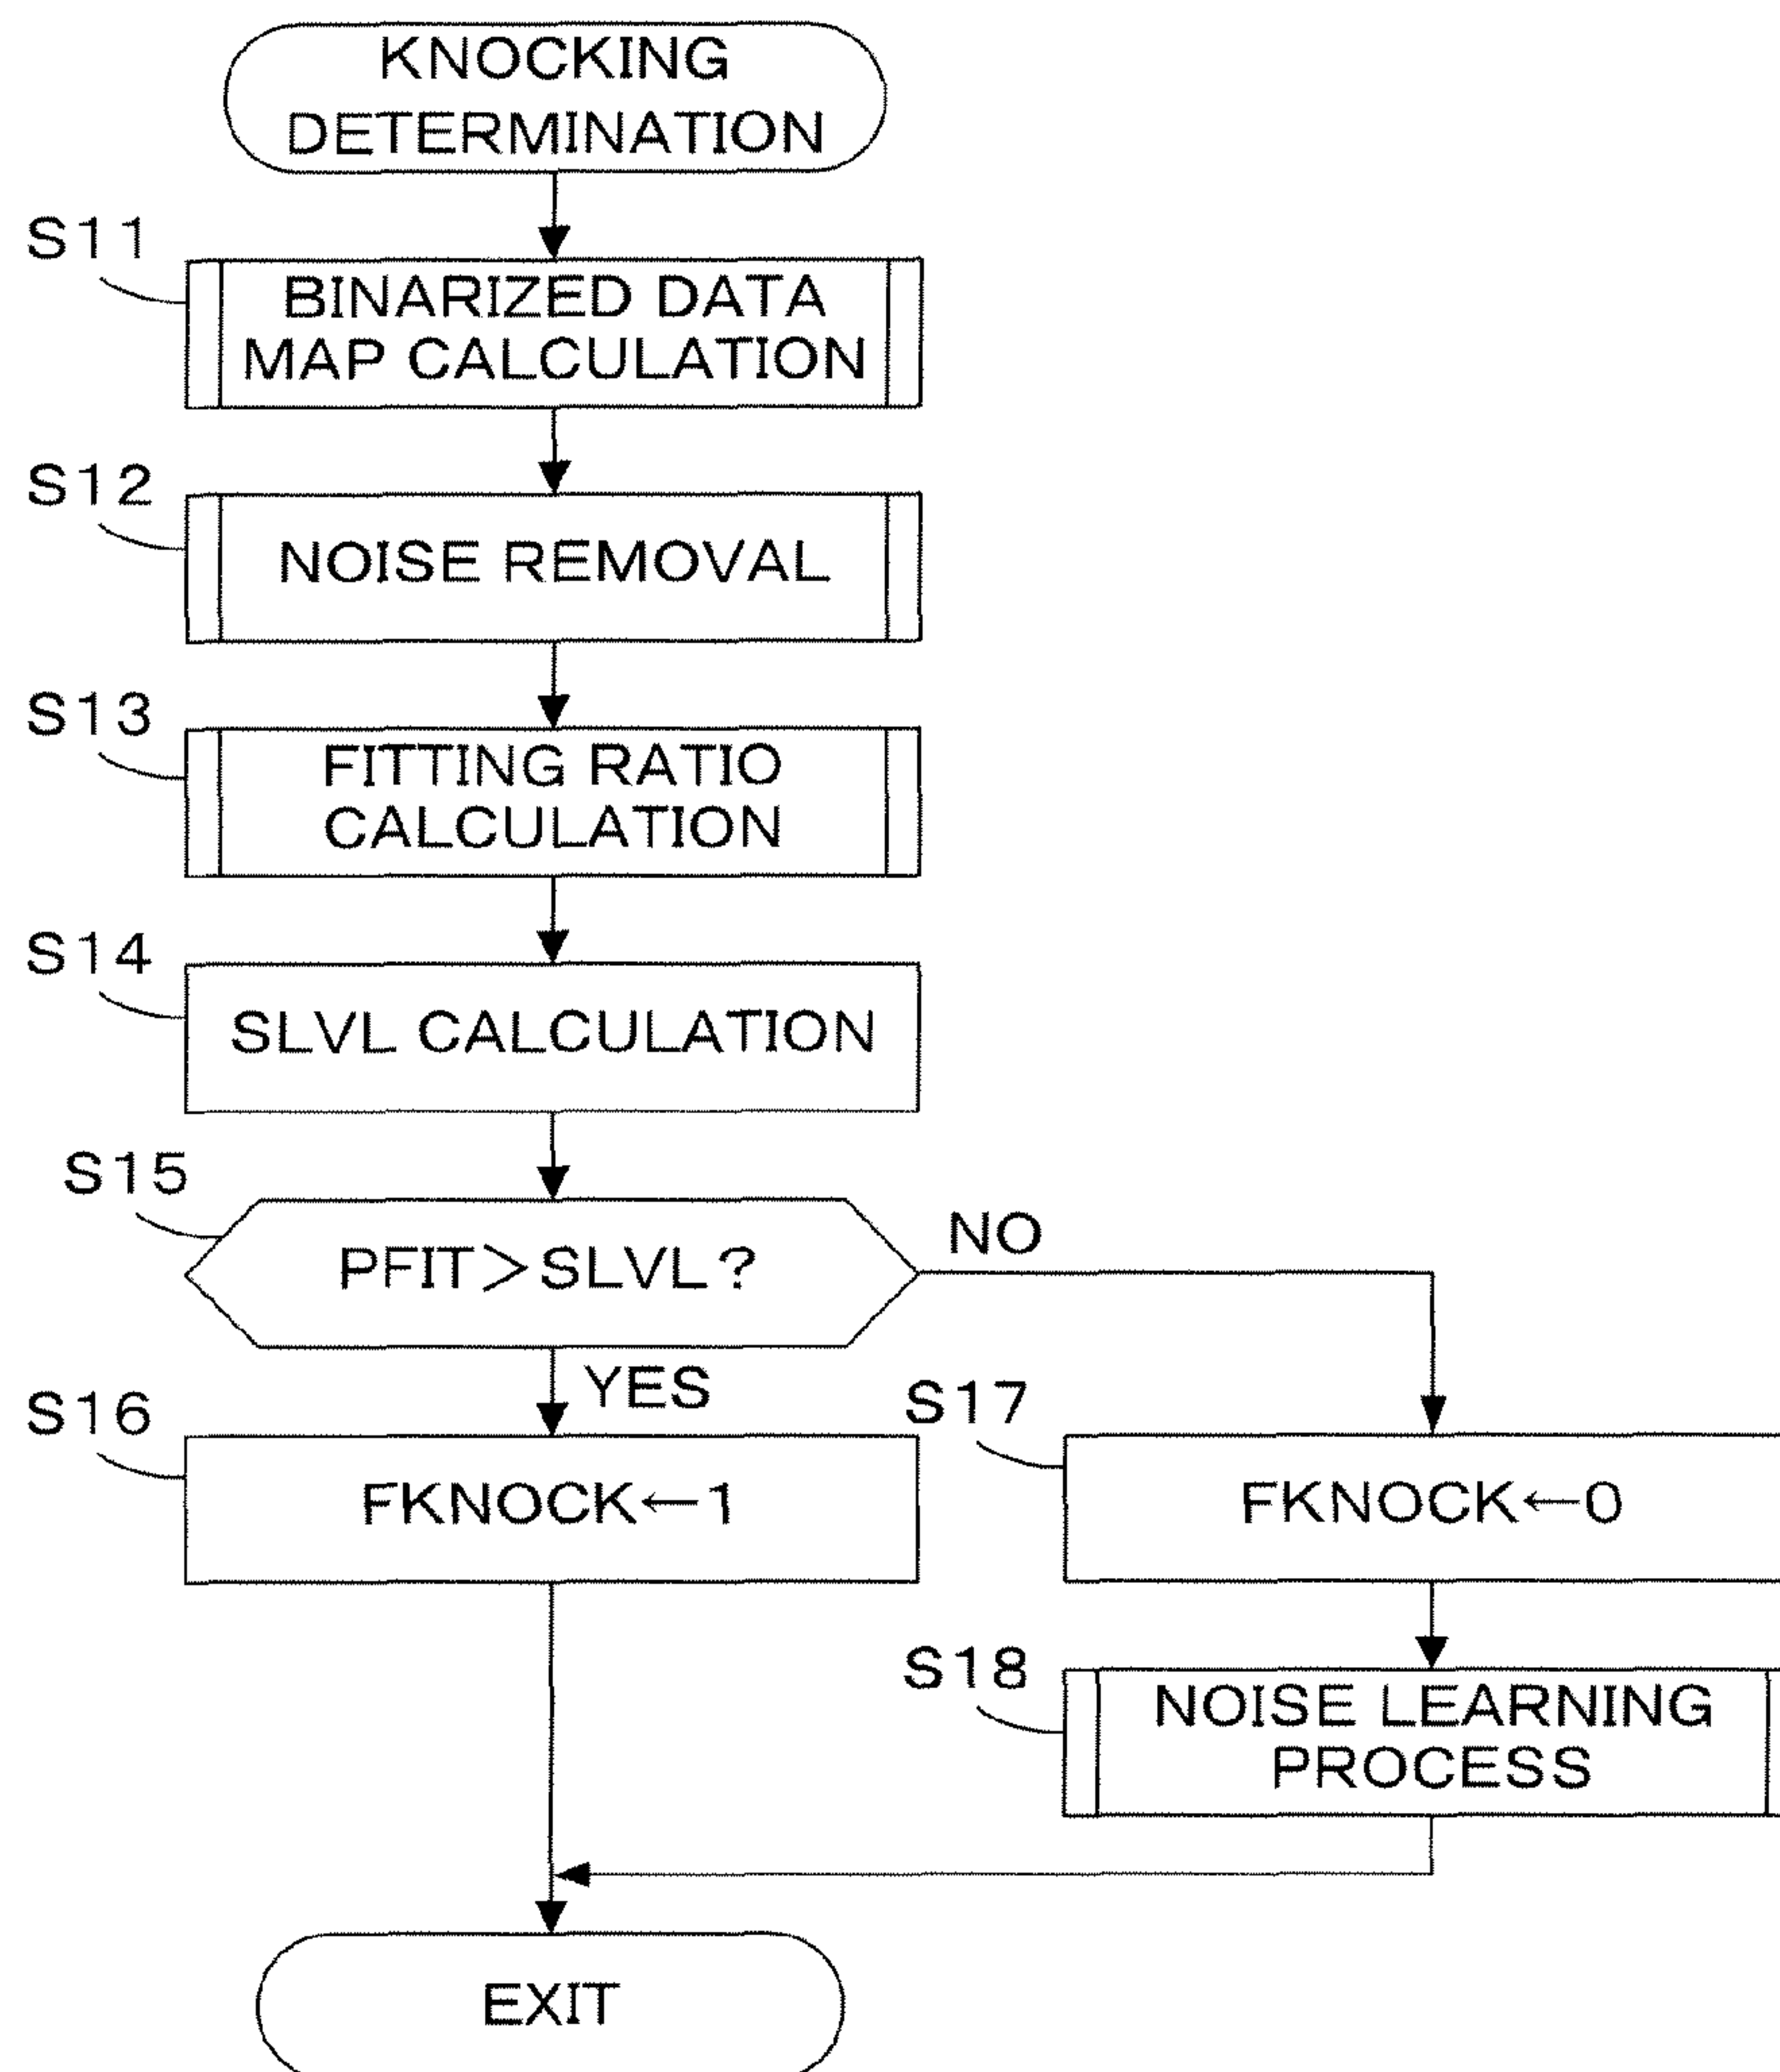 KNOCKING
DETERMINATION
S11
BINARIZED DATA
MAP CALCULATION
S12
NOISE REMOVAL
S13
FITTING RATIO
CALCULATION
S14
SLVL CALCULATION
S15
PFIT>SLVL?
NO
YES
S16
FKNOCK←1
S17
FKNOCK←0
S18
NOISE LEARNING
PROCESS
EXIT